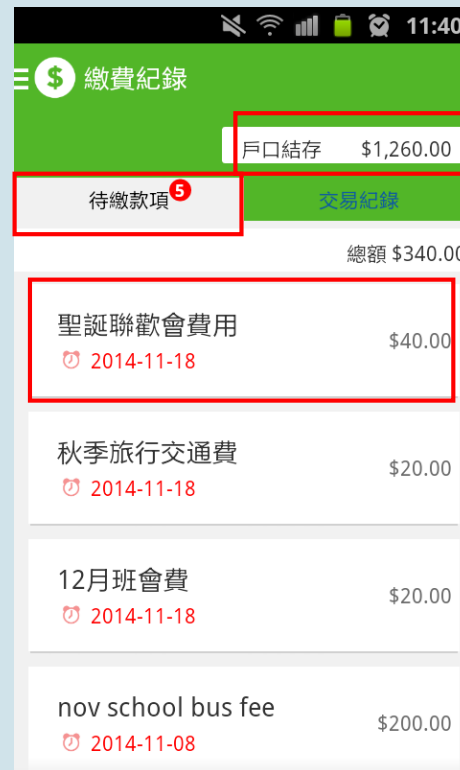 11:40
繳費紀錄
戶口結存 $1,260.00
待繳款項 5 交易紀錄
總額 $340.00
聖誕聯歡會費用
$40.00
2014-11-18
秋季旅行交通費
$20.00
2014-11-18
12月班會費
$20.00
2014-11-18
nov school bus fee
$200.00
2014-11-08